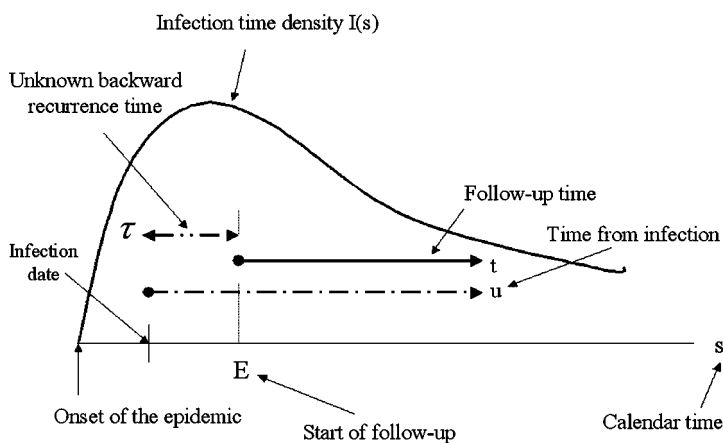 Infection time density I(s)
Unknown backward
recurrence time
Follow-up time
τ
Time from infection
Infection
date
t
u
s
E
Onset of the epidemic
Start of follow-up
Calendar time